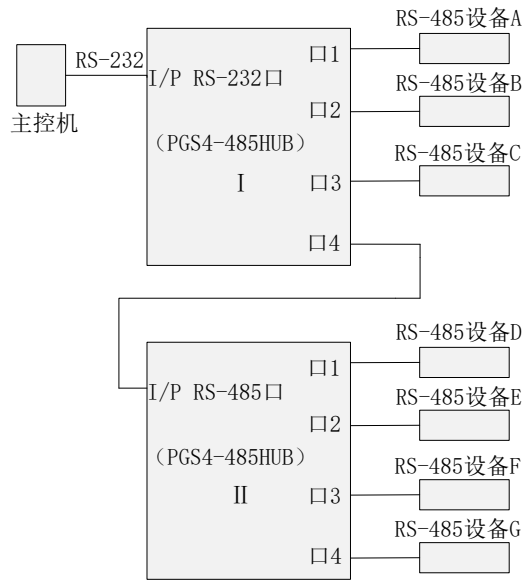 RS-485设备A
口1
RS-232
I/P RS-232口
RS-485设备B
口2
主控机
（PGS4-485HUB）
RS-485设备C
I
口3
口4
RS-485设备D
口1
I/P RS-485口
RS-485设备E
口2
（PGS4-485HUB）
RS-485设备F
II
口3
RS-485设备G
口4